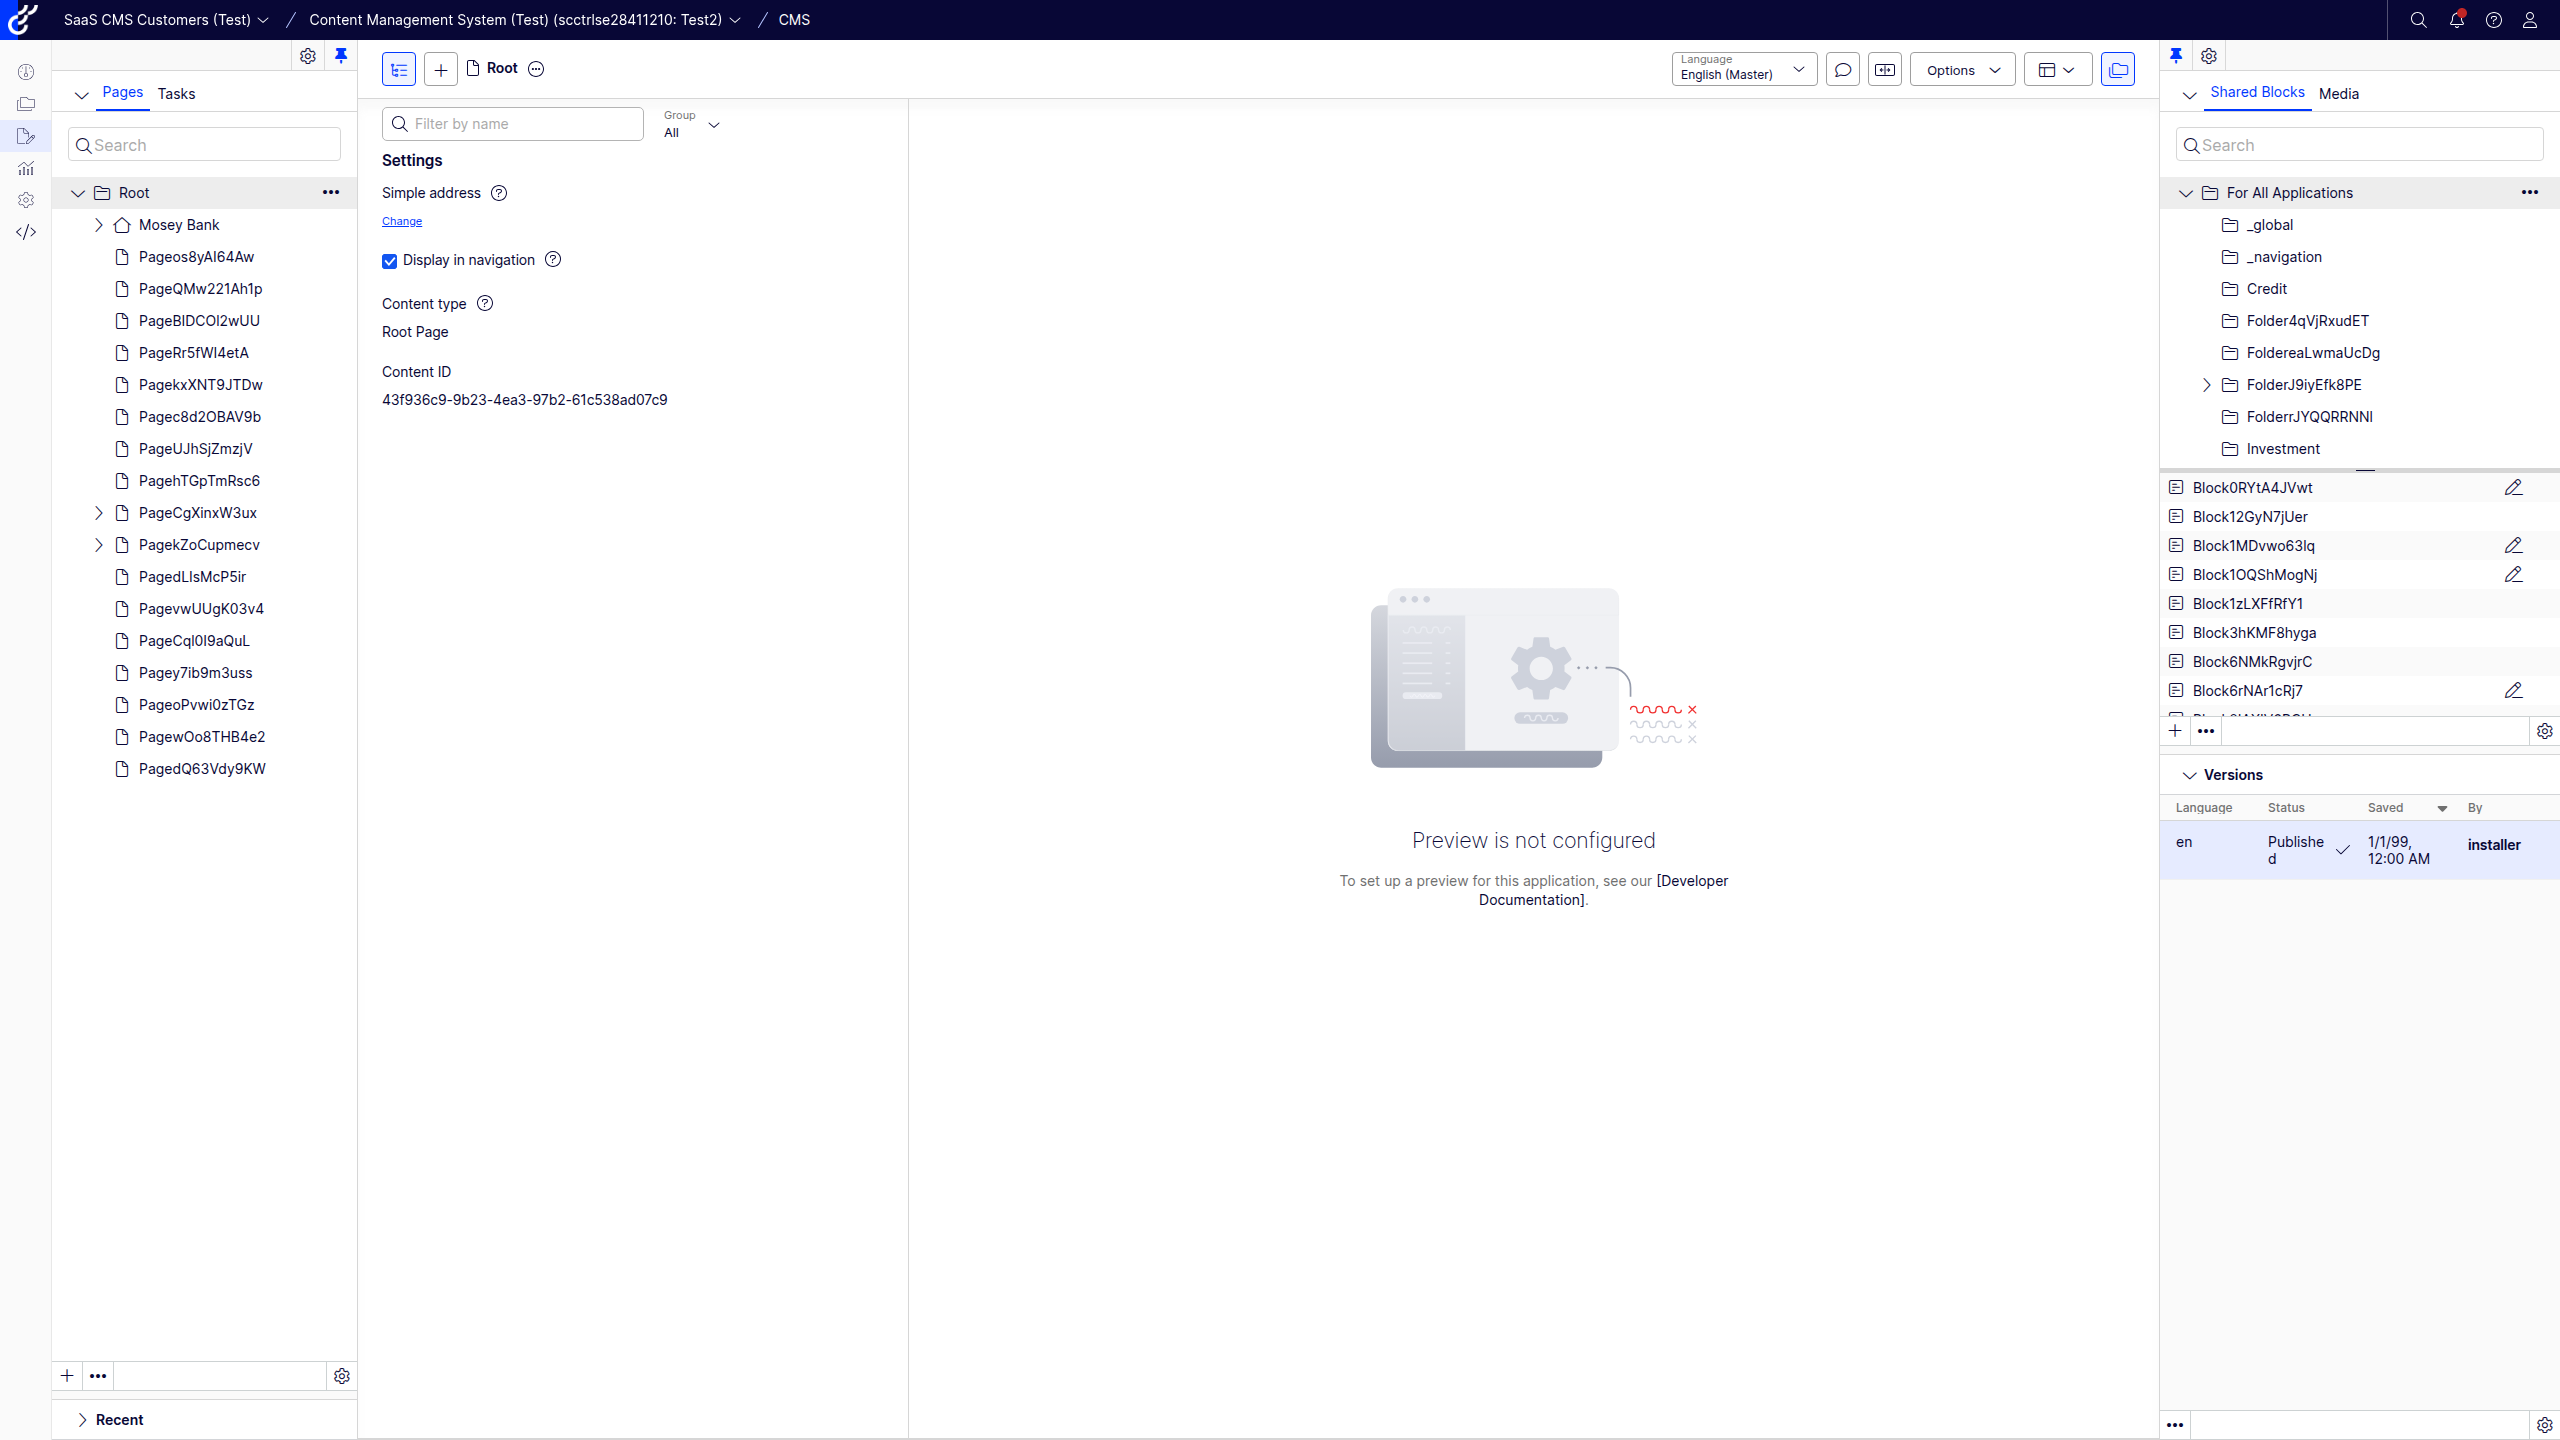 SaaS CMS Customers (Test) / Content Management System (Test) (scctrlse28411210: Test2) / CMS
Pages Tasks
Search
Root
Mosey Bank
Pageos8yAI64Aw
PageQMw221Ah1p
PageBIDCOI2wUU
PageRr5fWI4etA
PagekxXNT9JTDw
Pagec8d2OBAV9b
PageUJhSjZmzjV
PagehTGpTmRsc6
PageCgXinxW3ux
PagekZoCupmecv
PagedLIsMcP5ir
PagevwUUgK03v4
PageCql0I9aQuL
Pagey7ib9m3uss
PageoPvwi0zTGz
PagewOo8THB4e2
PagedQ63Vdy9KW
Recent
Root
Language
English (Master)
Options
Filter by name
Group
All
Settings
Simple address
Change
Display in navigation
Content type
Root Page
Content ID
43f936c9-9b23-4ea3-97b2-61c538ad07c9
Preview is not configured
To set up a preview for this application, see our [Developer
Documentation].
Shared Blocks Media
Search
For All Applications
_global
_navigation
Credit
Folder4qVjRxudET
FoldereaLwmaUcDg
FolderJ9iyEfk8PE
FolderrJYQQRRNNI
Investment
Block0RYtA4JVwt
Block12GyN7jUer
Block1MDvwo63lq
Block1OQShMogNj
Block1zLXFfRfY1
Block3hKMF8hyga
Block6NMkRgvjrC
Block6rNAr1cRj7
Versions
Language Status Saved By
en Publishe 1/1/99, installer
d 12:00 AM